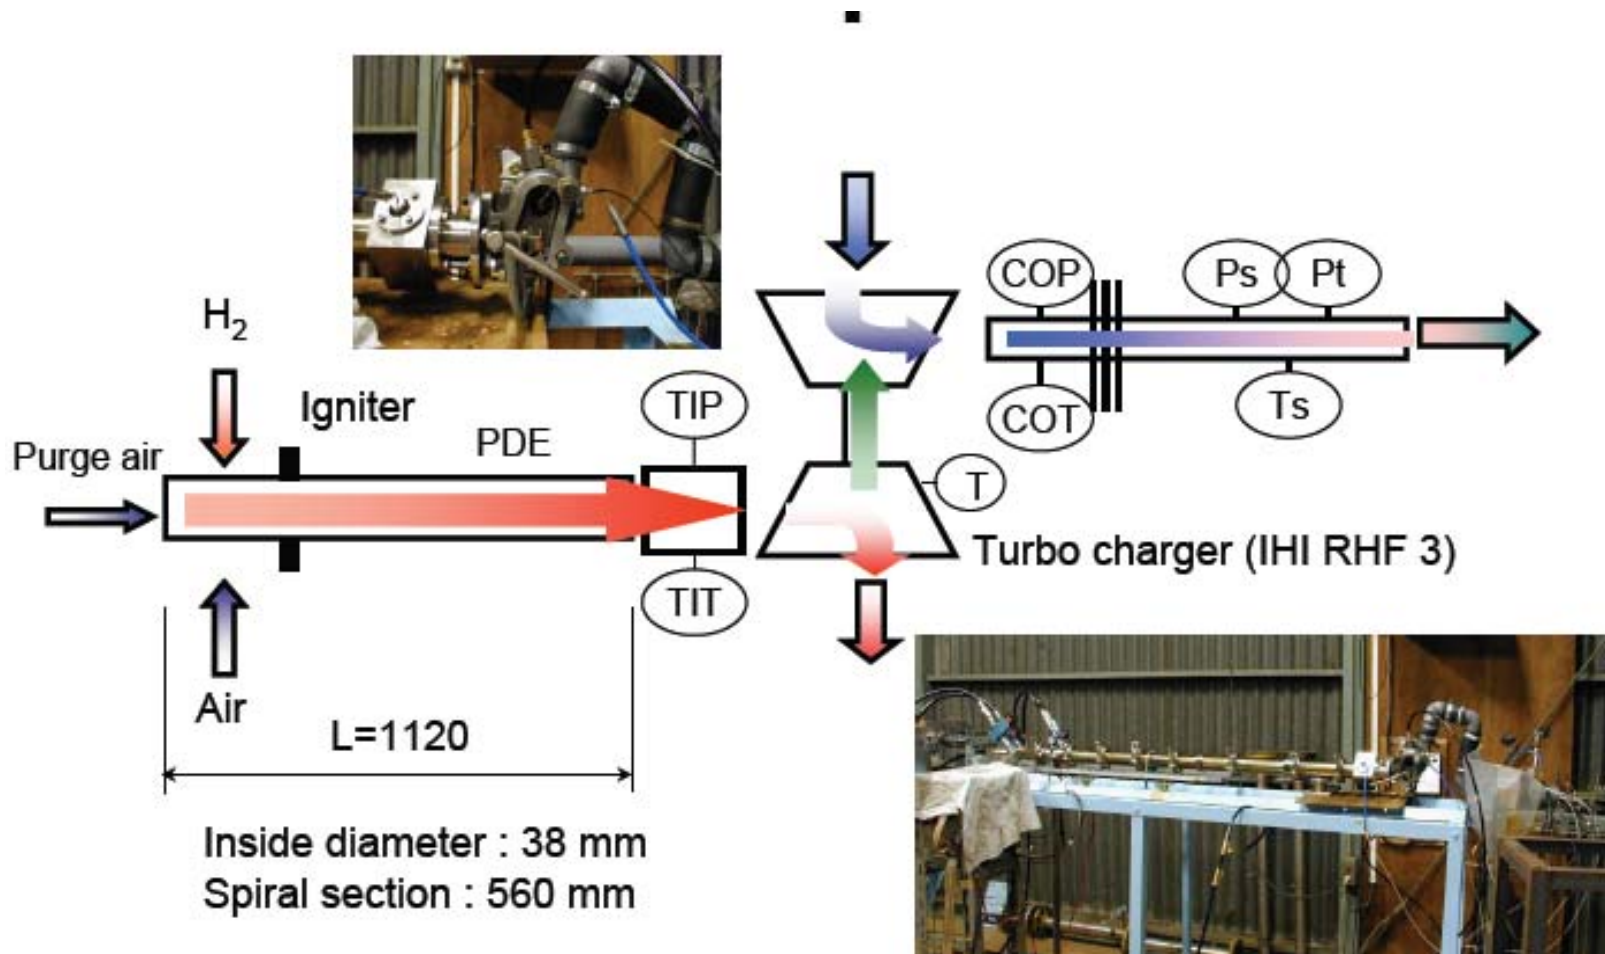 H2
Igniter
PDE
Purge air
TIP
TIT
Air
L=1120
Inside diameter : 38 mm
Spiral section : 560 mm
COP
Ps
Pt
COT
Ts
T
Turbo charger (IHI RHF 3)